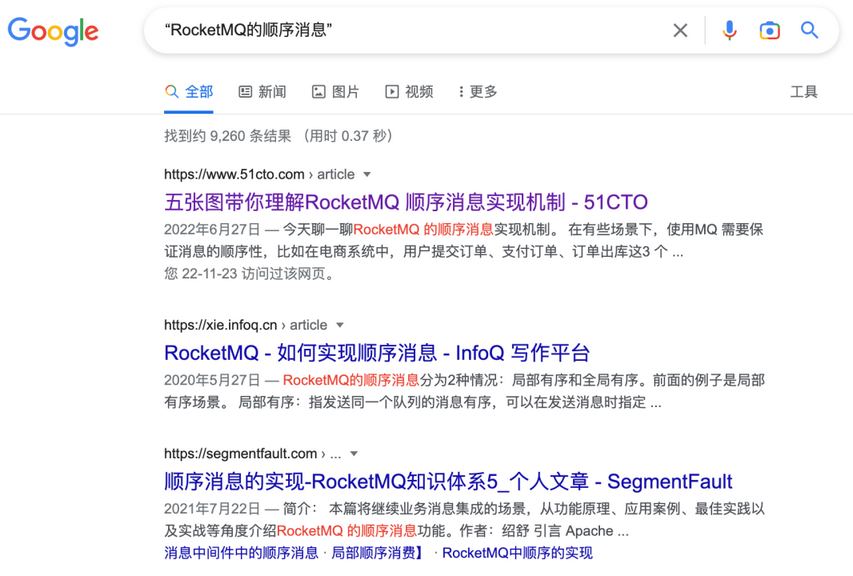 Google
“RocketMQ的顺序消息”
全部 新闻 图片 视频 更多 工具
找到约 9,260 条结果 （用时 0.37 秒）
https://www.51cto.com › article
五张图带你理解RocketMQ 顺序消息实现机制 - 51CTO
2022年6月27日 — 今天聊一聊RocketMQ 的顺序消息实现机制。 在有些场景下，使用MQ 需要保
证消息的顺序性，比如在电商系统中，用户提交订单、支付订单、订单出库这3 个 ...
您 22-11-23 访问过该网页。
https://xie.infoq.cn › article
RocketMQ - 如何实现顺序消息 - InfoQ 写作平台
2020年5月27日 — RocketMQ的顺序消息分为2种情况：局部有序和全局有序。前面的例子是局部
有序场景。 局部有序：指发送同一个队列的消息有序，可以在发送消息时指定 ...
https://segmentfault.com › ...
顺序消息的实现-RocketMQ知识体系5_个人文章 - SegmentFault
2021年7月22日 — 简介： 本篇将继续业务消息集成的场景，从功能原理、应用案例、最佳实践以
及实战等角度介绍RocketMQ 的顺序消息功能。作者：绍舒 引言 Apache ...
消息中间件中的顺序消息 · 局部顺序消费】 · RocketMQ中顺序的实现